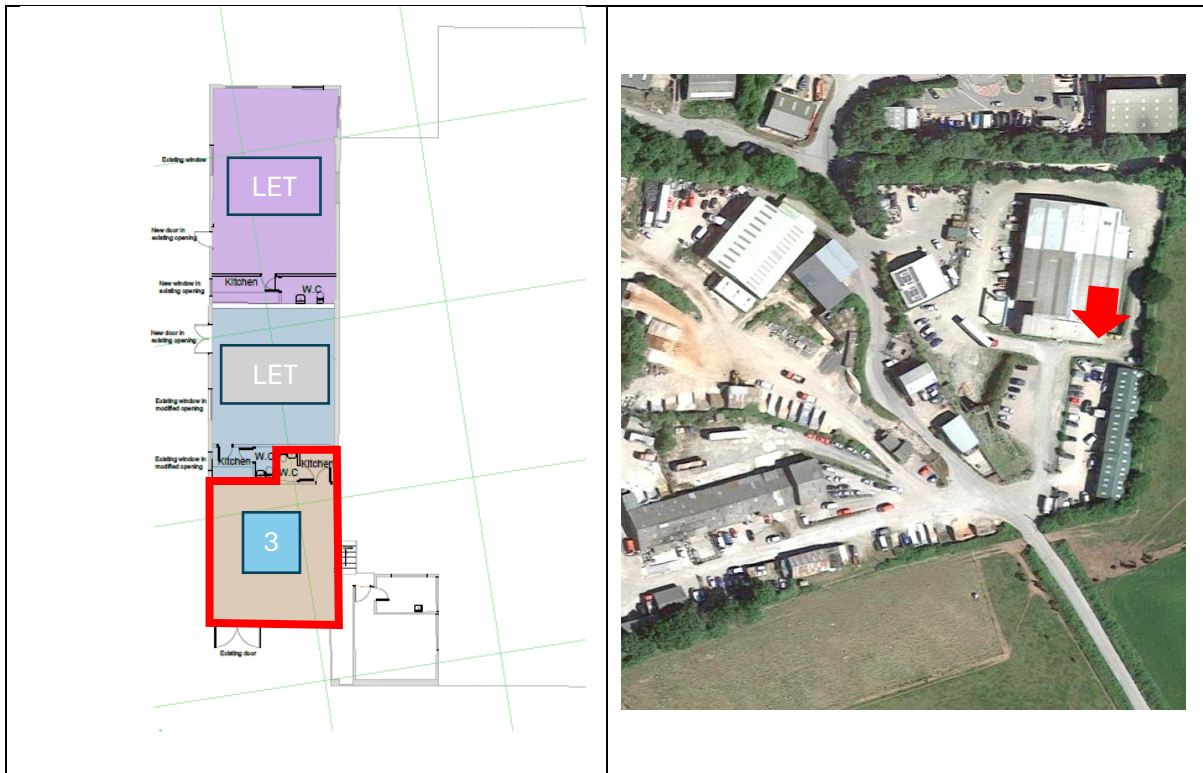 Existing window
LET
New door in
existing opening
Kitchen
New window in
existing opening
W.C
New door in
existing opening
LET
Existing window in
modified opening
Existing window in
modified opening
Kitchen
W.C
W.C
Kitchen
3
Existing door